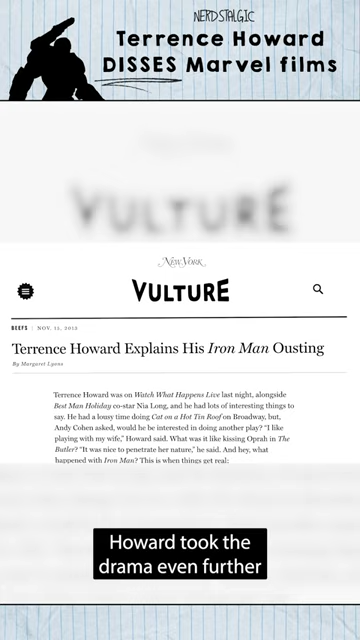 NERDSTALGIC
Terrence Howard
DISSES Marvel films
VULTURE
NEW YORK
VULTURE
BEEFS | NOV. 15, 2013
Terrence Howard Explains His Iron Man Ousting
By Margaret Lyons
Terrence Howard was on Watch What Happens Live last night, alongside
Best Man Holiday co-star Nia Long, and he had lots of interesting things to
say. He had a lousy time doing Cat on a Hot Tin Roof on Broadway, but,
Andy Cohen asked, would he be interested in doing another play? "I like
playing with my wife," Howard said. What was it like kissing Oprah in The
Butler? "It was nice to penetrate her nature," he said. And hey, what
happened with Iron Man? This is when things get real:
Howard took the
drama even further